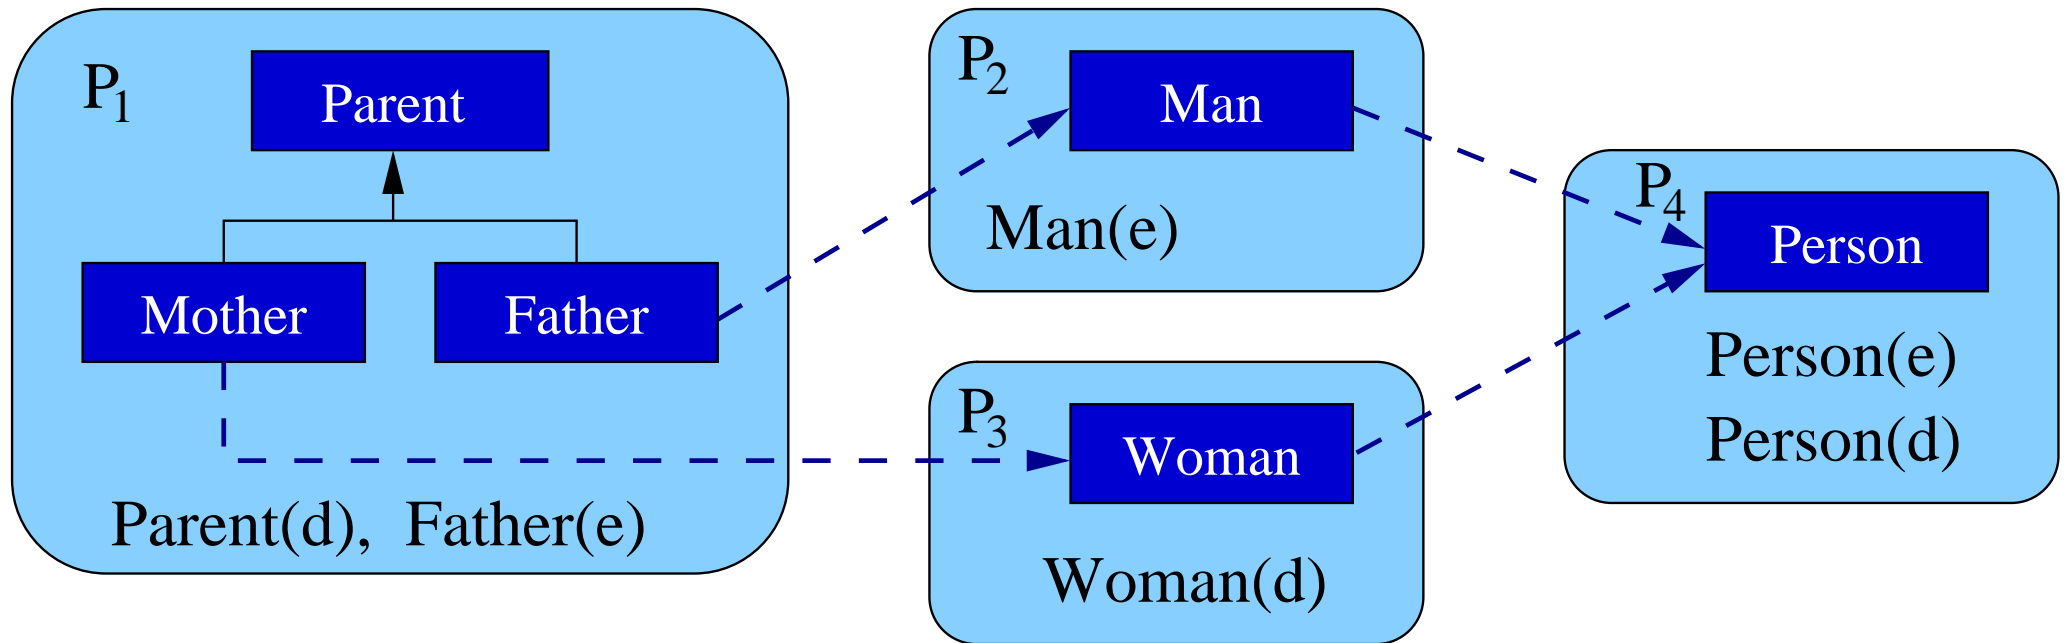 P1
Parent
Mother
Father
Parent(d), Father(e)
P2
Man
Man(e)
P3
Woman
Woman(d)
P4
Person
Person(e)
Person(d)